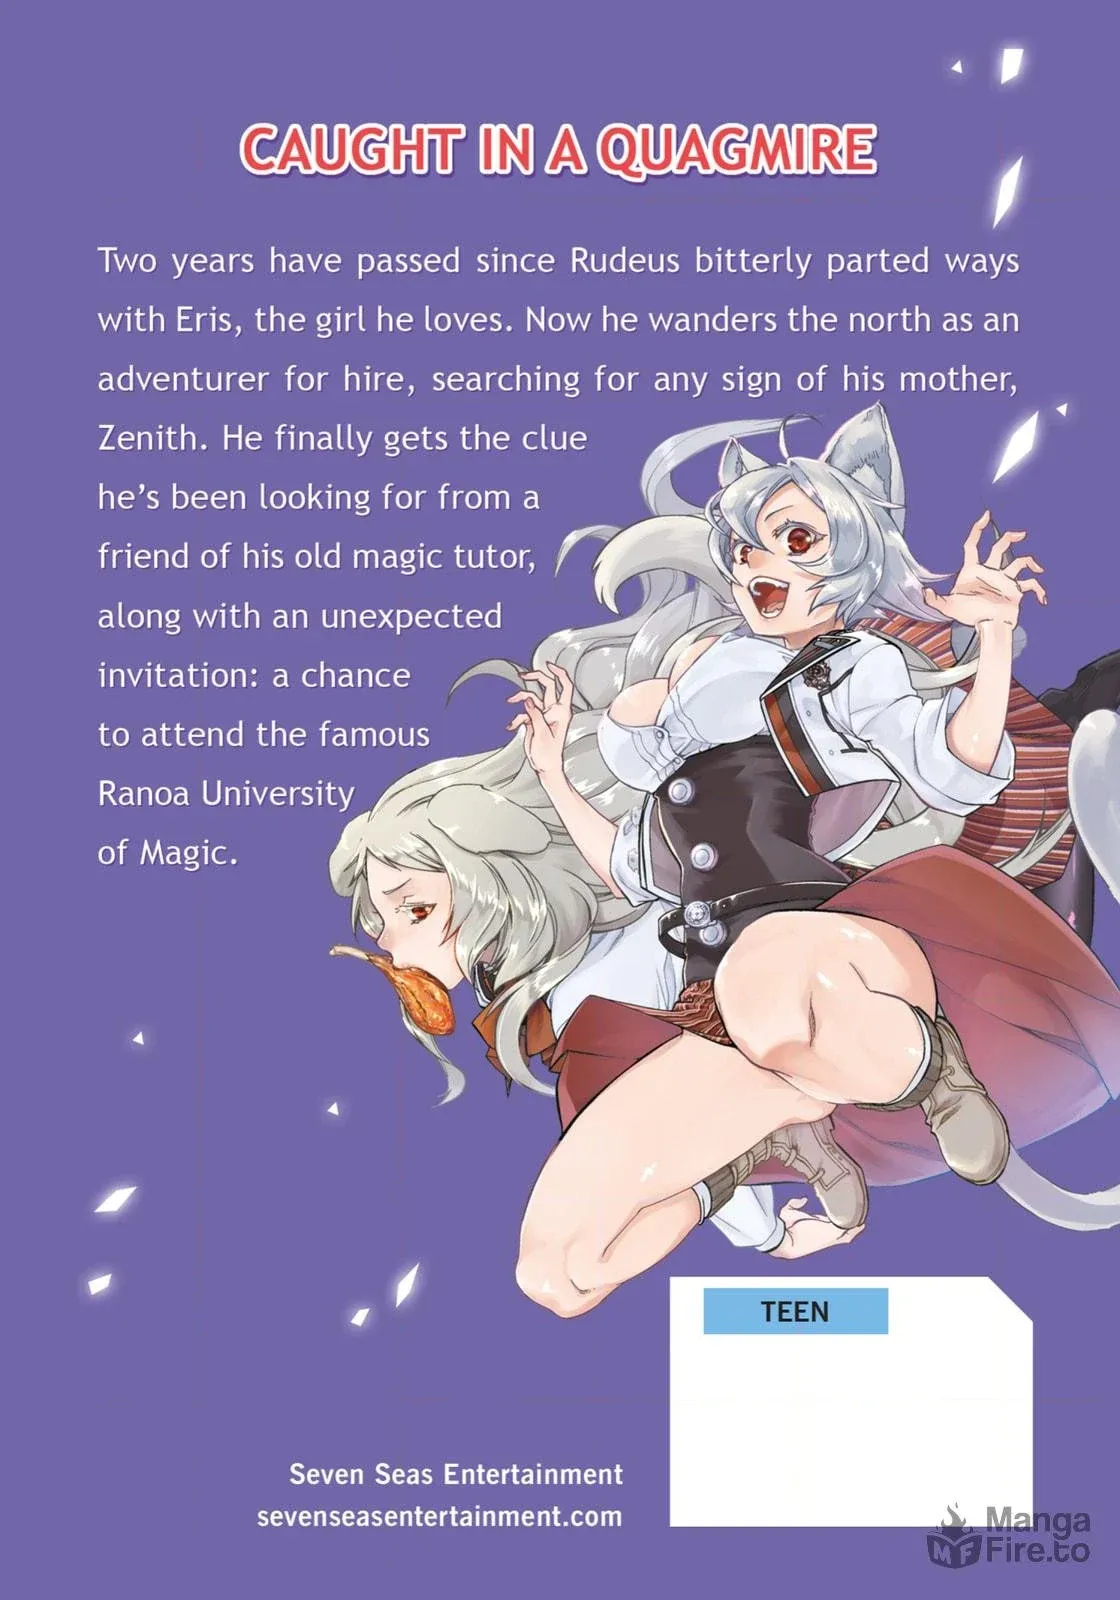 CAUGHT IN A QUAGMIRE
Two years have passed since Rudeus bitterly parted ways
with Eris, the girl he loves. Now he wanders the north as an
adventurer for hire, searching for any sign of his mother,
Zenith. He finally gets the clue
he's been looking for from a
friend of his old magic tutor,
along with an unexpected
invitation: a chance
to attend the famous
Ranoa University
of Magic.
TEEN
Seven Seas Entertainment
sevenseasentertainment.com
MF
Manga
Fire.to